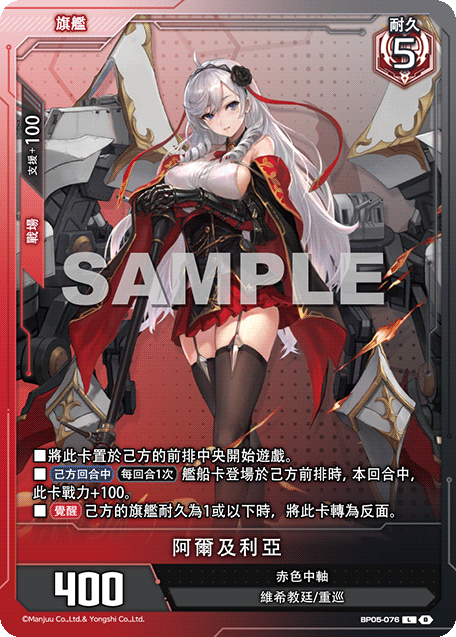 旗艦
耐久
5
支援+100
戰場
SAMPLE
■將此卡置於己方的前排中央開始遊戲。
■己方回合中 每回合1次 艦船卡登場於己方前排時, 本回合中,
此卡戰力+100。
■覺醒 己方的旗艦耐久為1或以下時, 將此卡轉為反面。
阿爾及利亞
400
赤色中軸
維希教廷/重巡
©Manjuu Co.,Ltd.& Yongshi Co.,Ltd.
BP05-076 L